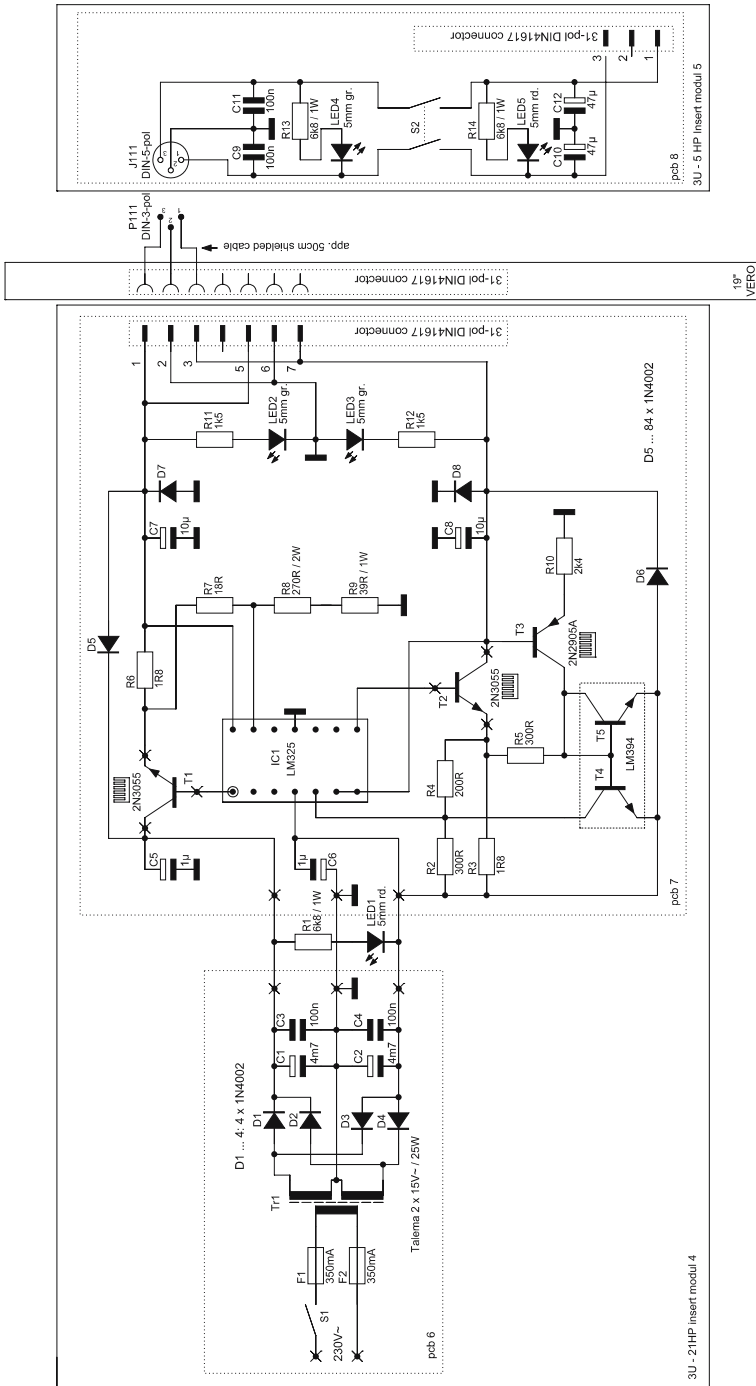 31-pol DIN41617 connector
3
2
1
J111
DIN-5-pol
3
2
1
C11
100n
C9
100n
R13
6k8 / 1W
LED4
5mm gr.
S2
R14
6k8 / 1W
LED5
5mm rd.
C12
47µ
C10
47µ
pcb 8
3U - 5 HP Insert modul 5
P111
DIN-3-pol
3
2
1
app. 50cm shielded cable
31-pol DIN41617 connector
19"
VERO
31-pol DIN41617 connector
1
2
3
5
6
7
R11
1k5
LED2
5mm gr.
LED3
5mm gr.
R12
1k5
D5 ... 84 x 1N4002
D7
C7
10µ
D8
C8
10µ
D5
R6
1R8
R7
18R
R8
270R / 2W
R9
39R / 1W
R10
2k4
D6
T3
2N2905A
2N3055
T1
IC1
LM325
T2
2N3055
R5
300R
T5
T4
LM394
R4
200R
R2
300R
R3
1R8
C5
1µ
1µ
C6
pcb 7
R1
6k8 / 1W
LED1
5mm rd.
C3
100n
C4
100n
C1
4m7
C2
4m7
D1 ... 4: 4 x 1N4002
D1
D2
D3
D4
Tr1
Talema 2 x 15V~ / 25W
F1
350mA
F2
350mA
S1
230V~
pcb 6
3U - 21HP insert modul 4